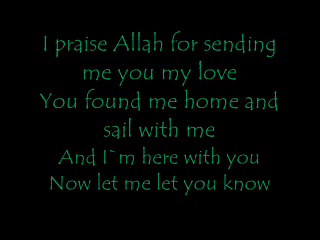 I praise Allah for sending
me you my love
You found me home and
sail with me
And I`m here with you
Now let me let you know